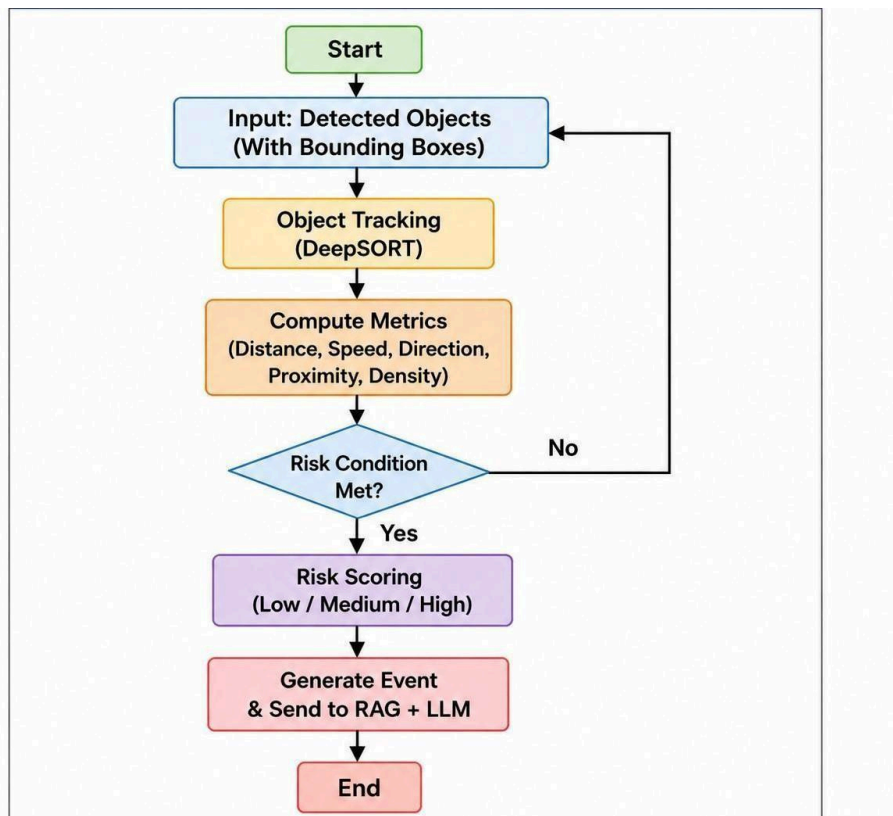 Start
Input: Detected Objects
(With Bounding Boxes)
Object Tracking
(DeepSORT)
Compute Metrics
(Distance, Speed, Direction,
Proximity, Density)
Risk Condition
Met?
No
Yes
Risk Scoring
(Low / Medium / High)
Generate Event
& Send to RAG + LLM
End